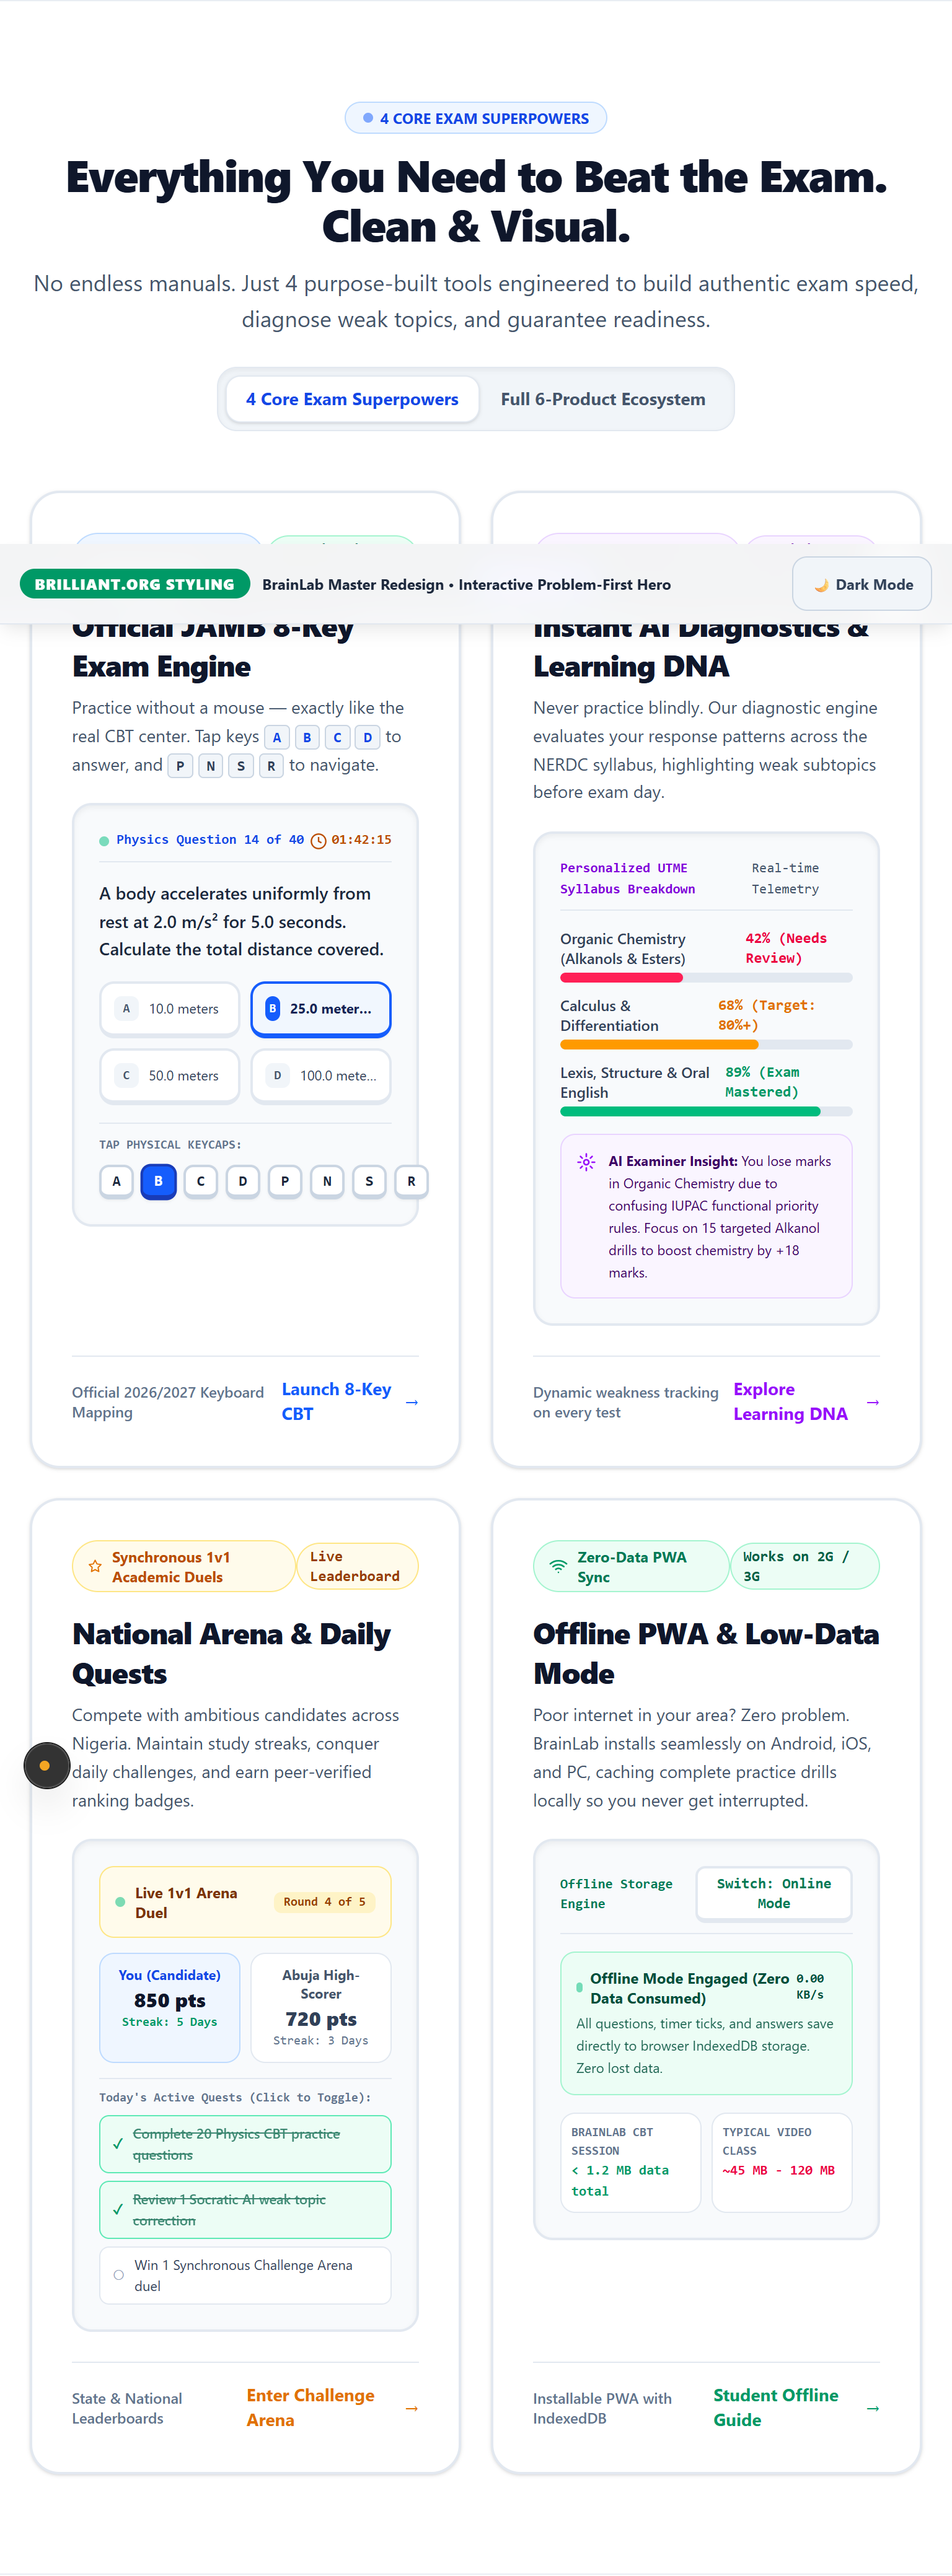 4 CORE EXAM SUPERPOWERS
Everything You Need to Beat the Exam.
Clean & Visual.
No endless manuals. Just 4 purpose-built tools engineered to build authentic exam speed,
diagnose weak topics, and guarantee readiness.
4 Core Exam Superpowers
Full 6-Product Ecosystem
BRILLIANT.ORG STYLING
BrainLab Master Redesign • Interactive Problem-First Hero
🌙 Dark Mode
Official JAMB 8-Key
Exam Engine
Practice without a mouse — exactly like the
real CBT center. Tap keys A B C D to
answer, and P N S R to navigate.
Physics Question 14 of 40
01:42:15
A body accelerates uniformly from
rest at 2.0 m/s² for 5.0 seconds.
Calculate the total distance covered.
A 10.0 meters
B 25.0 meter...
C 50.0 meters
D 100.0 mete...
TAP PHYSICAL KEYCAPS:
A B C D P N S R
Official 2026/2027 Keyboard
Mapping
Launch 8-Key
CBT
→
Instant AI Diagnostics &
Learning DNA
Never practice blindly. Our diagnostic engine
evaluates your response patterns across the
NERDC syllabus, highlighting weak subtopics
before exam day.
Personalized UTME
Syllabus Breakdown
Real-time
Telemetry
Organic Chemistry
(Alkanols & Esters)
42% (Needs
Review)
Calculus &
Differentiation
68% (Target:
80%+)
Lexis, Structure & Oral
English
89% (Exam
Mastered)
AI Examiner Insight: You lose marks
in Organic Chemistry due to
confusing IUPAC functional priority
rules. Focus on 15 targeted Alkanol
drills to boost chemistry by +18
marks.
Dynamic weakness tracking
on every test
Explore
Learning DNA
→
Synchronous 1v1
Academic Duels
Live
Leaderboard
National Arena & Daily
Quests
Compete with ambitious candidates across
Nigeria. Maintain study streaks, conquer
daily challenges, and earn peer-verified
ranking badges.
Live 1v1 Arena
Duel
Round 4 of 5
You (Candidate)
850 pts
Streak: 5 Days
Abuja High-
Scorer
720 pts
Streak: 3 Days
Today's Active Quests (Click to Toggle):
✓ Complete 20 Physics CBT practice
questions
✓ Review 1 Socratic AI weak topic
correction
Win 1 Synchronous Challenge Arena
duel
State & National
Leaderboards
Enter Challenge
Arena
→
Zero-Data PWA
Sync
Works on 2G /
3G
Offline PWA & Low-Data
Mode
Poor internet in your area? Zero problem.
BrainLab installs seamlessly on Android, iOS,
and PC, caching complete practice drills
locally so you never get interrupted.
Offline Storage
Engine
Switch: Online
Mode
Offline Mode Engaged (Zero
Data Consumed)
0.00
KB/s
All questions, timer ticks, and answers save
directly to browser IndexedDB storage.
Zero lost data.
BRAINLAB CBT
SESSION
< 1.2 MB data
total
TYPICAL VIDEO
CLASS
~45 MB - 120 MB
Installable PWA with
IndexedDB
Student Offline
Guide
→